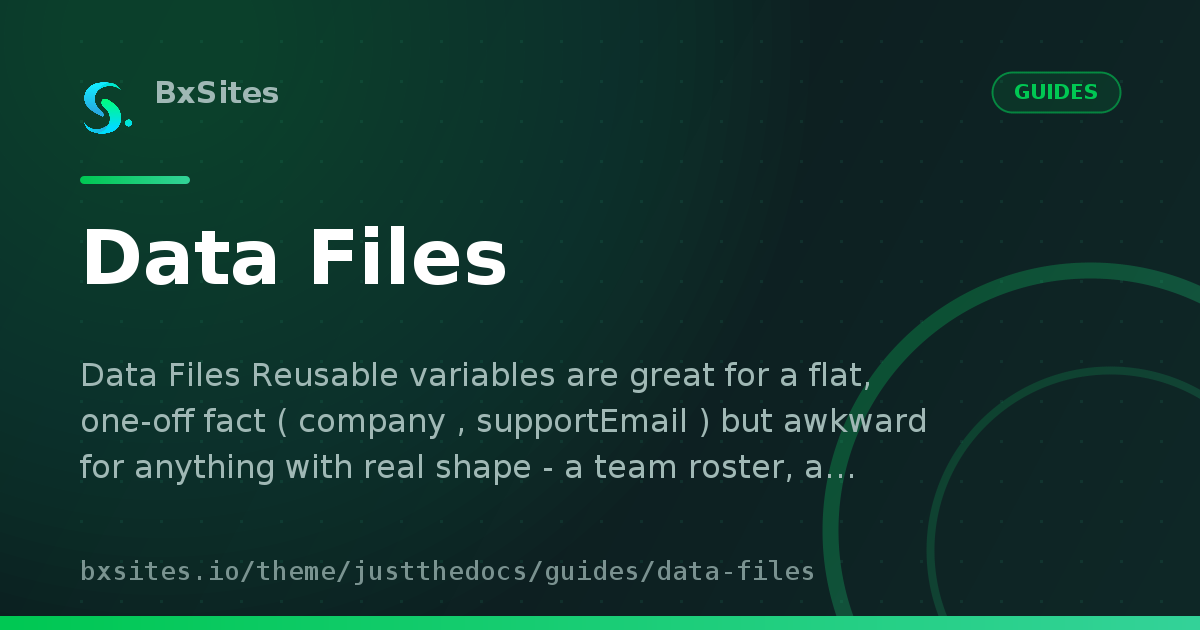 BxSites
GUIDES
Data Files
Data Files Reusable variables are great for a flat,
one-off fact ( company , supportEmail ) but awkward
for anything with real shape - a team roster, a...
bxsites.io/theme/justthedocs/guides/data-files